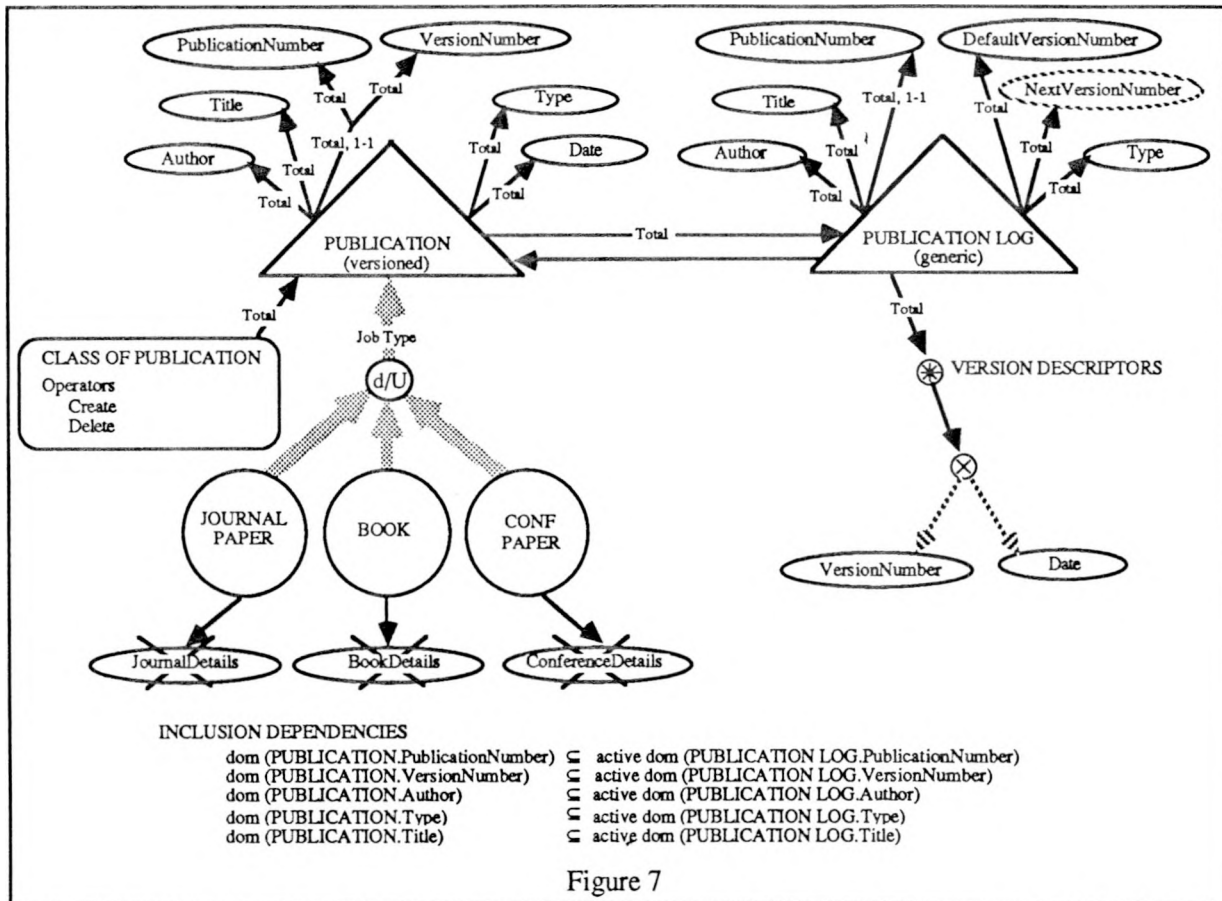 PublicationNumber
VersionNumber
PublicationNumber
DefaultVersionNumber
Title
Total
Total
Type
Title
Total, 1-1
Total
NextVersionNumber
Author
Total
Total, 1-1
Total
Date
Author
Total
Total
Type
Total
Total
Total
Total
PUBLICATION
(versioned)
Total
PUBLICATION LOG
(generic)
Total
Job Type
Total
CLASS OF PUBLICATION
Operators
Create
Delete
d/U
VERSION DESCRIPTORS
JOURNAL
PAPER
BOOK
CONF
PAPER
VersionNumber
Date
JournalDetails
BookDetails
ConferenceDetails
INCLUSION DEPENDENCIES
dom (PUBLICATION.PublicationNumber) ⊆ active dom (PUBLICATION LOG.PublicationNumber)
dom (PUBLICATION.VersionNumber) ⊆ active dom (PUBLICATION LOG.VersionNumber)
dom (PUBLICATION.Author) ⊆ active dom (PUBLICATION LOG.Author)
dom (PUBLICATION.Type) ⊆ active dom (PUBLICATION LOG.Type)
dom (PUBLICATION.Title) ⊆ active dom (PUBLICATION LOG.Title)
Figure 7